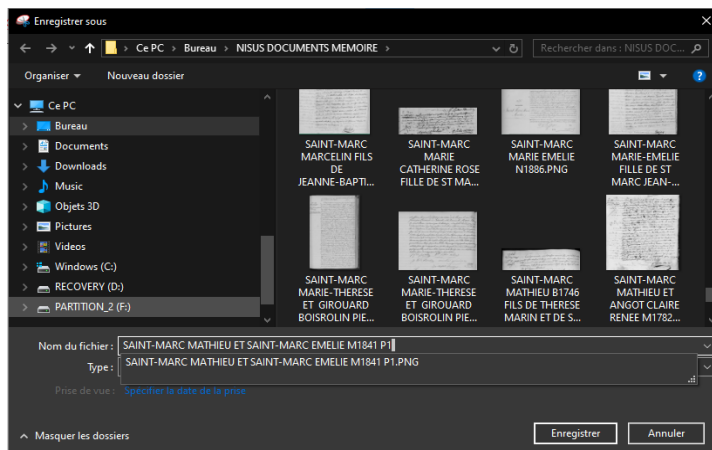 Enregistrer sous
Ce PC > Bureau > NISUS DOCUMENTS MEMOIRE >
Rechercher dans : NISUS DOC...
Organiser
Nouveau dossier
Ce PC
Bureau
Documents
Downloads
Music
Objets 3D
Pictures
Videos
Windows (C:)
RECOVERY (D:)
PARTITION_2 (F:)
SAINT-MARC
MARCELIN FILS
DE
JEANNE-BAPTI...
SAINT-MARC
MARIE
CATHERINE ROSE
FILLE DE ST MA...
SAINT-MARC
MARIE EMELIE
N1886.PNG
SAINT-MARC
MARIE-EMELIE
FILLE DE ST
MARC JEAN-...
SAINT-MARC
MARIE-THERESE
ET GIROUARD
BOISROLIN PIE...
SAINT-MARC
MARIE-THERESE
ET GIROUARD
BOISROLIN PIE...
SAINT-MARC
MATHIEU B1746
FILS DE THERESE
MARIN ET DE S...
SAINT-MARC
MATHIEU ET
ANGOT CLAIRE
RENEE M1782...
Nom du fichier : SAINT-MARC MATHIEU ET SAINT-MARC EMELIE M1841 P1
Type :
SAINT-MARC MATHIEU ET SAINT-MARC EMELIE M1841 P1.PNG
Prise de vue : Spécifier la date de la prise
Masquer les dossiers
Enregistrer
Annuler